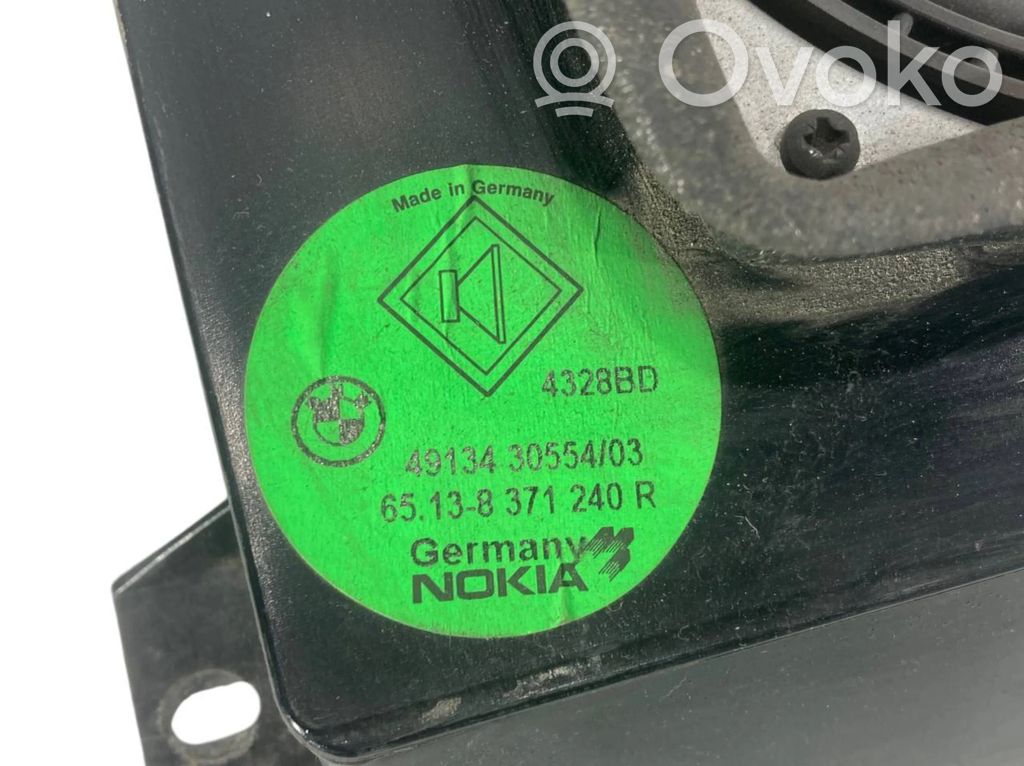 Ovoko
Made in Germany
4328BD
49134 30554/03
65.13-8 371 240 R
Germany
NOKIA